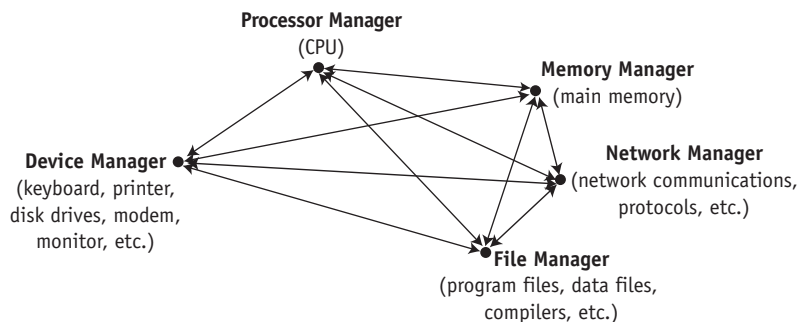 Processor Manager
(CPU)
Memory Manager
(main memory)
Device Manager
(keyboard, printer,
disk drives, modem,
monitor, etc.)
Network Manager
(network communications,
protocols, etc.)
File Manager
(program files, data files,
compilers, etc.)